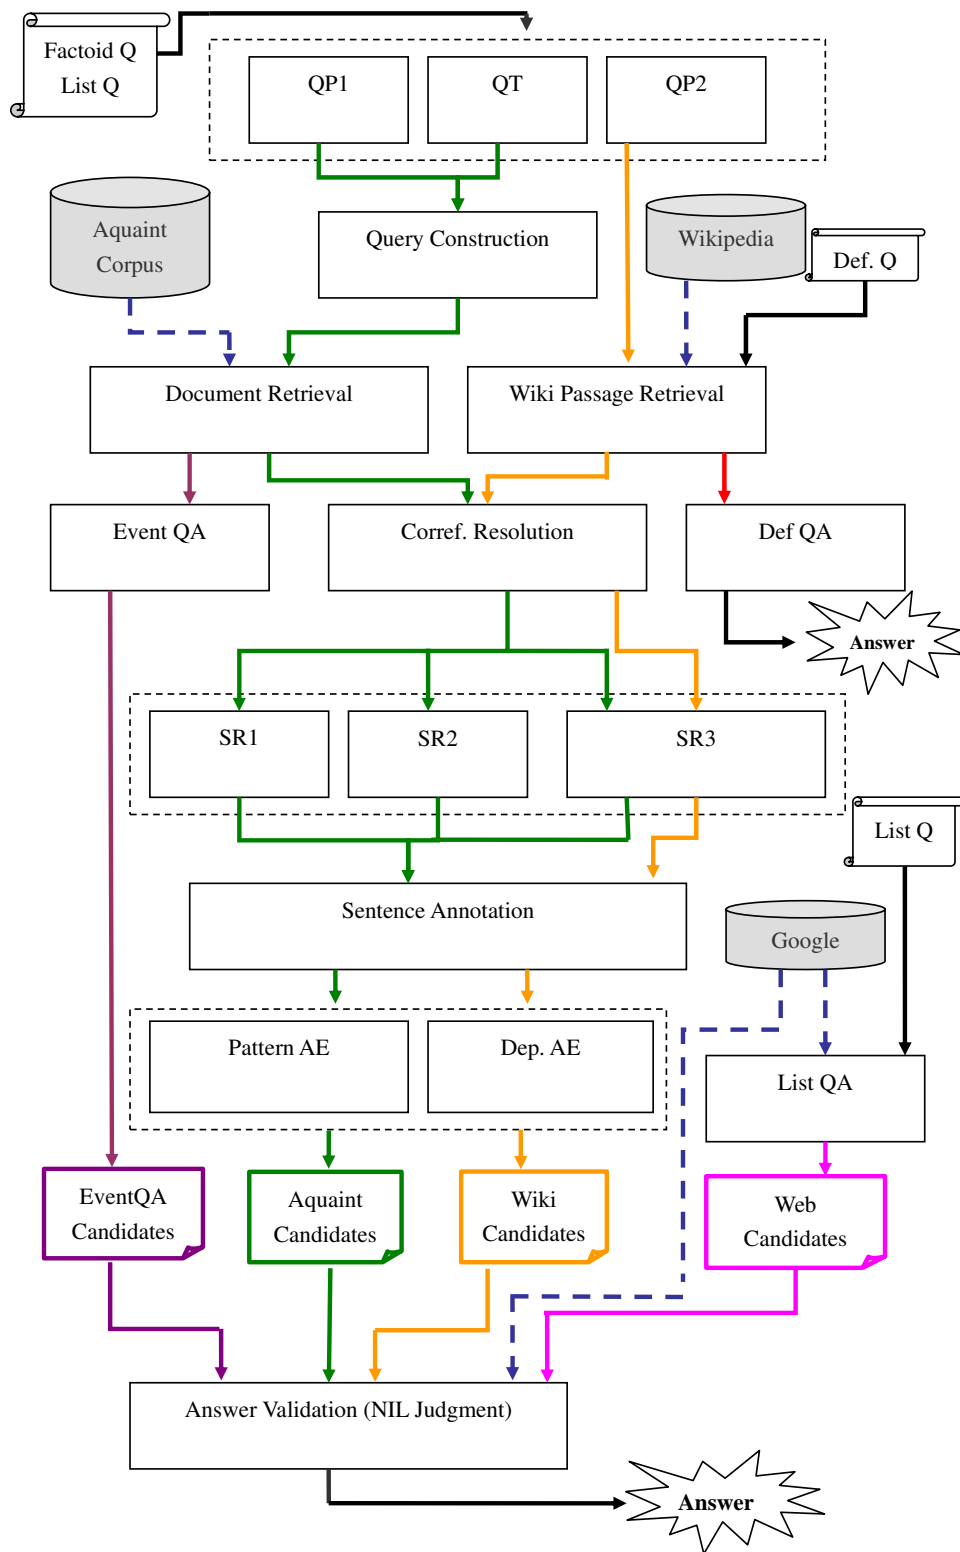 Factoid Q
List Q
QP1
QT
QP2
Aquaint
Corpus
Query Construction
Wikipedia
Def. Q
Document Retrieval
Wiki Passage Retrieval
Event QA
Corref. Resolution
Def QA
Answer
SR1
SR2
SR3
List Q
Sentence Annotation
Google
Pattern AE
Dep. AE
List QA
EventQA
Candidates
Aquaint
Candidates
Wiki
Candidates
Web
Candidates
Answer Validation (NIL Judgment)
Answer